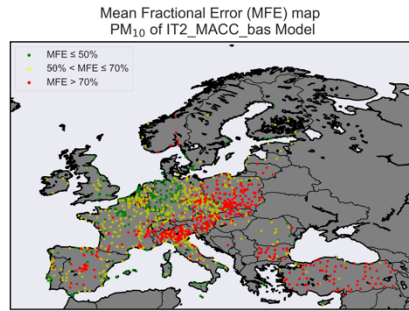 Mean Fractional Error (MFE) map
PM₁₀ of IT2_MACC_bas Model
MFE ≤ 50%
50% < MFE ≤ 70%
MFE > 70%